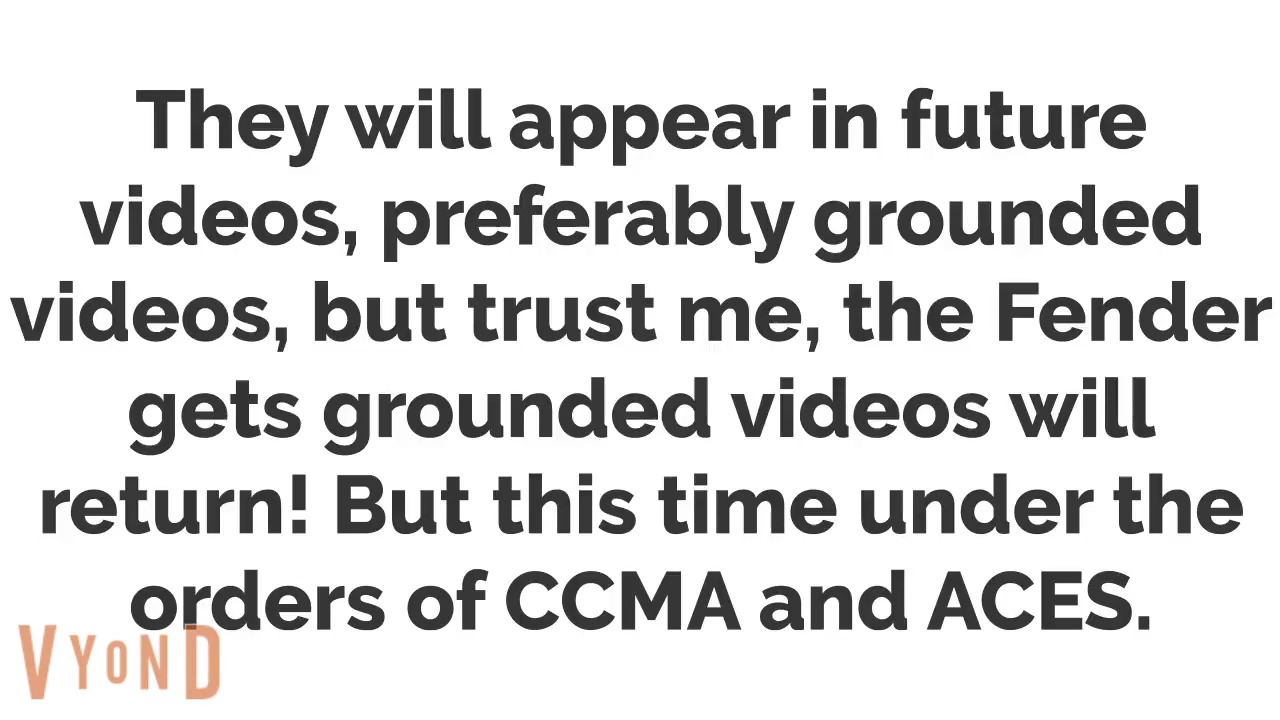 They will appear in future
videos, preferably grounded
videos, but trust me, the Fender
gets grounded videos will
return! But this time under the
orders of CCMA and ACES.
VYOND